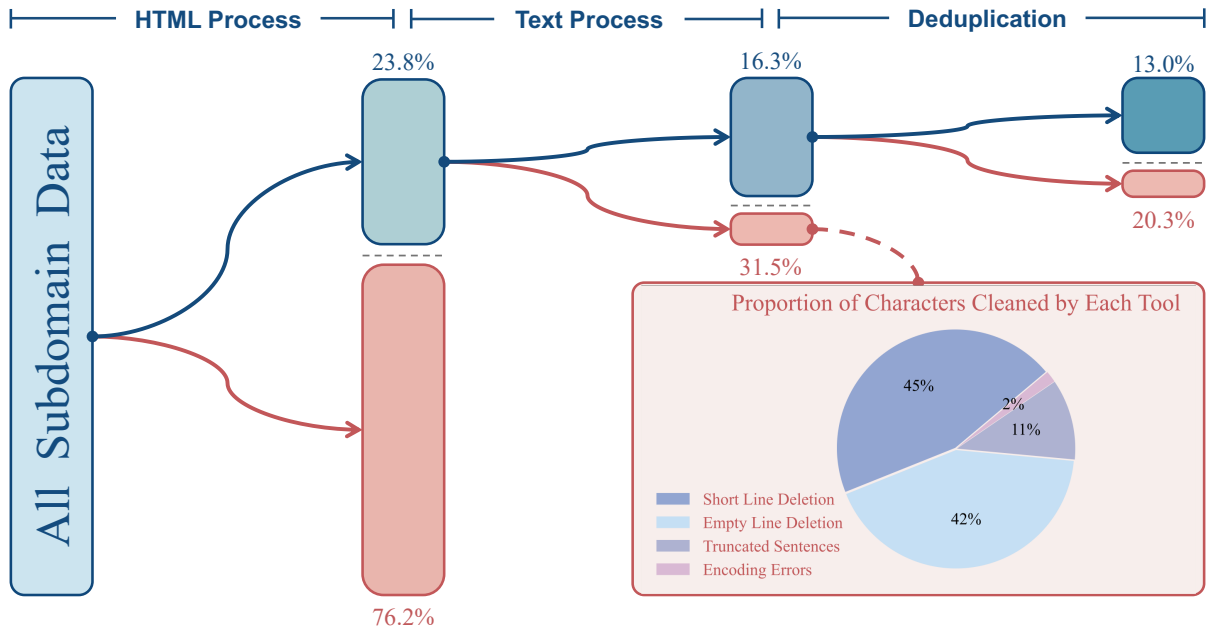 HTML Process
Text Process
Deduplication
23.8%
16.3%
13.0%
All Subdomain Data
20.3%
31.5%
76.2%
Proportion of Characters Cleaned by Each Tool
45%
2%
11%
42%
Short Line Deletion
Empty Line Deletion
Truncated Sentences
Encoding Errors